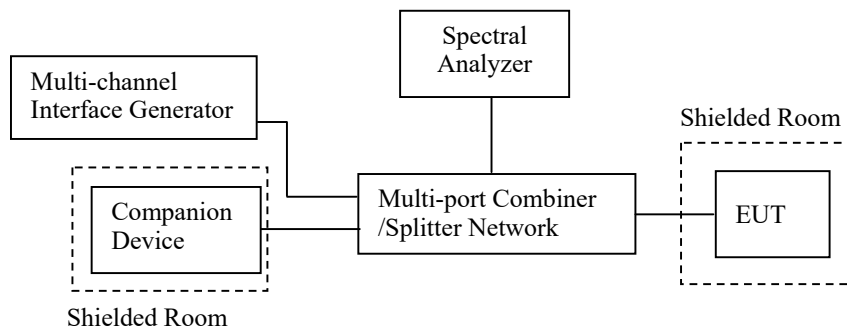 Spectral
Analyzer
Multi-channel
Interface Generator
Shielded Room
Multi-port Combiner
/Splitter Network
EUT
Companion
Device
Shielded Room